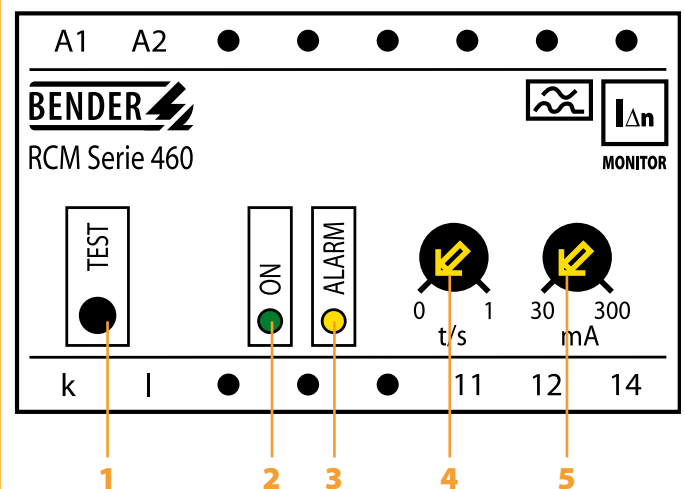 A1 A2
BENDER
RCM Serie 460
I∆n
MONITOR
TEST
ON
ALARM
0 1
t/s
30 300
mA
k l 11 12 14
1 2 3 4 5